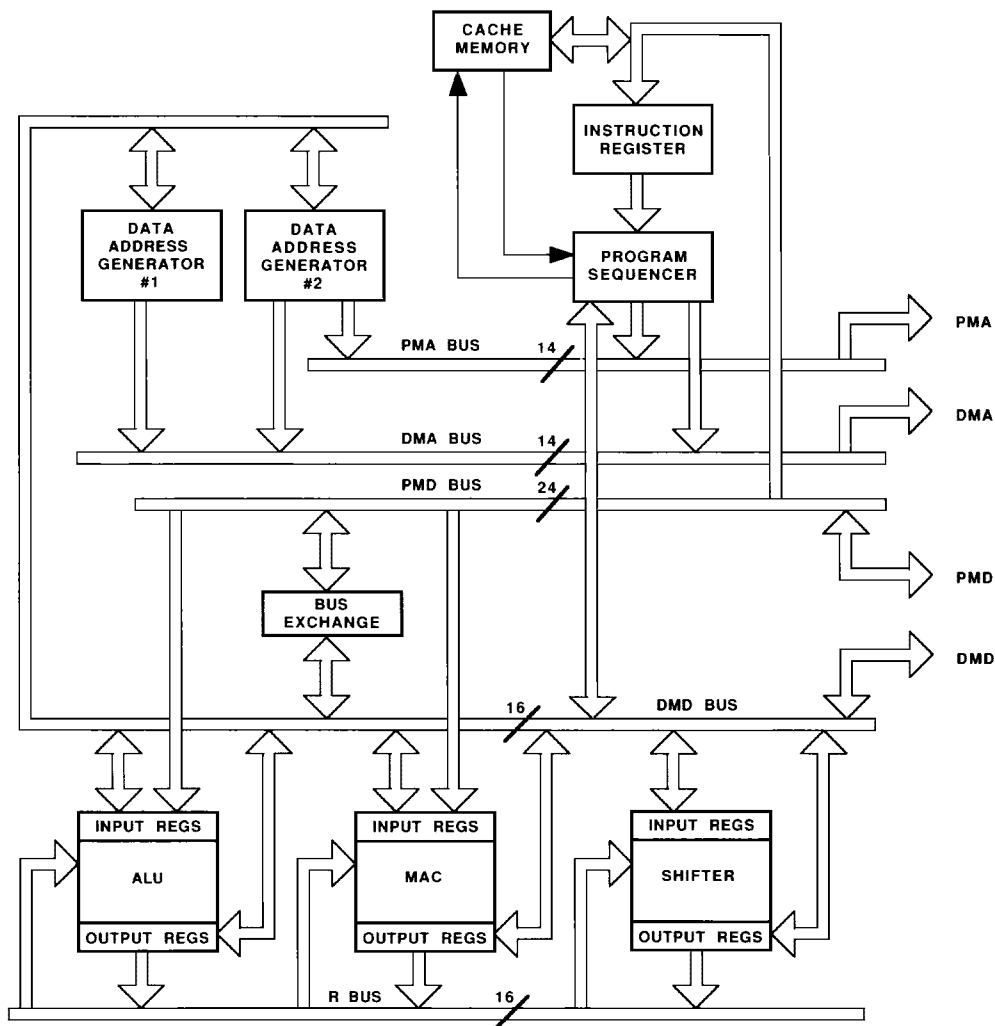 CACHE
MEMORY
INSTRUCTION
REGISTER
DATA
ADDRESS
GENERATOR
#1
DATA
ADDRESS
GENERATOR
#2
PROGRAM
SEQUENCER
PMA BUS
14
PMA
DMA BUS
14
DMA
PMD BUS
24
PMD
BUS
EXCHANGE
DMD
16
DMD BUS
INPUT REGS
ALU
OUTPUT REGS
INPUT REGS
MAC
OUTPUT REGS
INPUT REGS
SHIFTER
OUTPUT REGS
R BUS
16